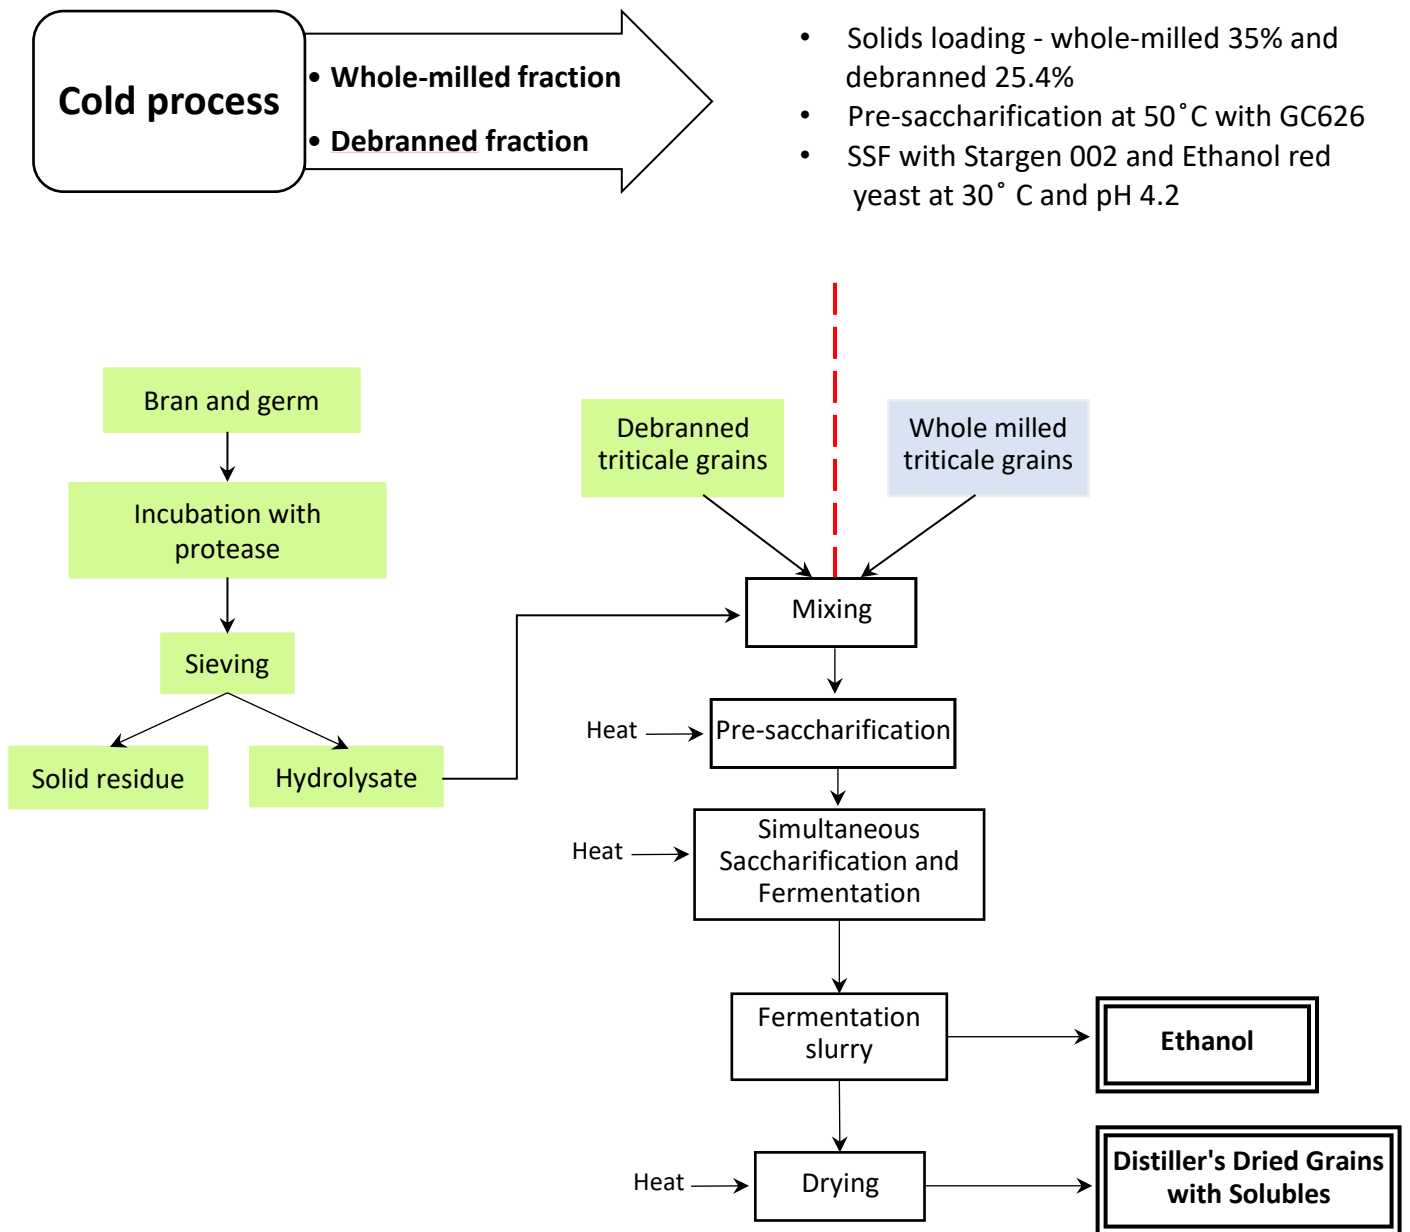 Cold process
• Whole-milled fraction
• Debranned fraction
• Solids loading - whole-milled 35% and
debranned 25.4%
• Pre-saccharification at 50˚C with GC626
• SSF with Stargen 002 and Ethanol red
yeast at 30˚ C and pH 4.2
Bran and germ
Incubation with
protease
Sieving
Solid residue
Hydrolysate
Debranned
triticale grains
Whole milled
triticale grains
Mixing
Heat
Pre-saccharification
Heat
Simultaneous
Saccharification and
Fermentation
Fermentation
slurry
Ethanol
Heat
Drying
Distiller's Dried Grains
with Solubles